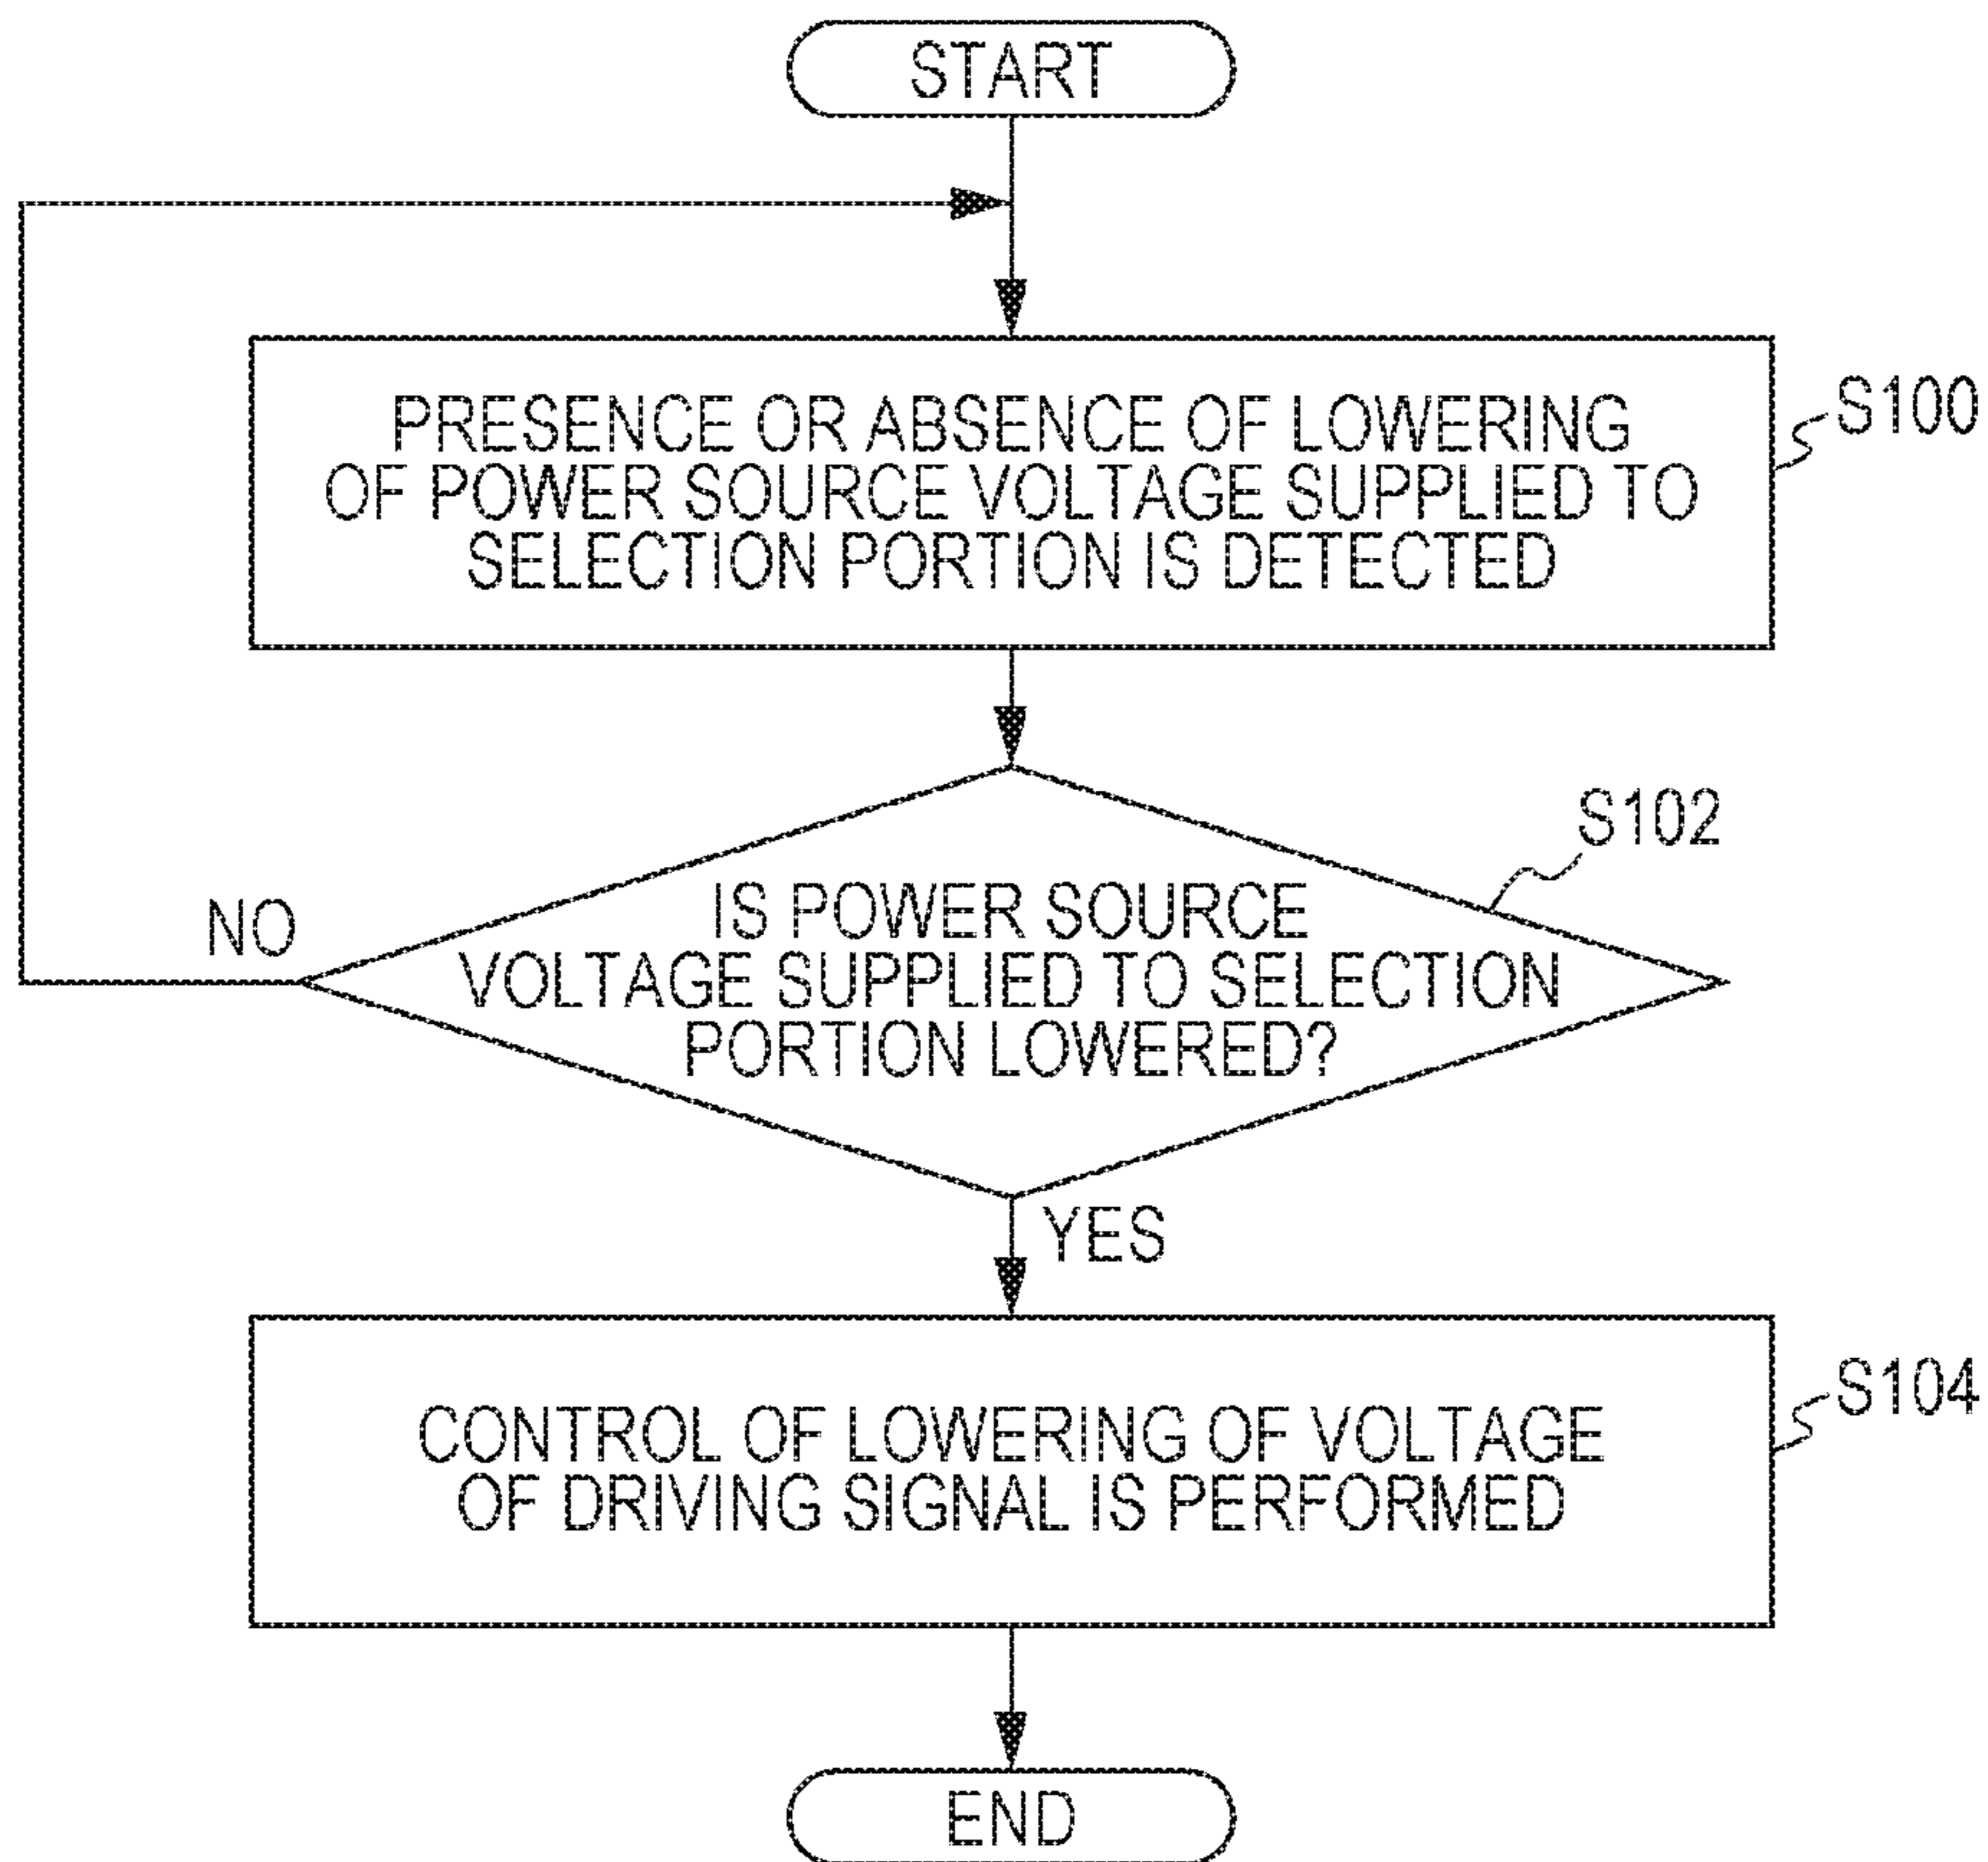 START
PRESENCE OR ABSENCE OF LOWERING
OF POWER SOURCE VOLTAGE SUPPLIED TO
SELECTION PORTION IS DETECTED
S100
IS POWER SOURCE
VOLTAGE SUPPLIED TO SELECTION
PORTION LOWERED?
S102
NO
YES
CONTROL OF LOWERING OF VOLTAGE
OF DRIVING SIGNAL IS PERFORMED
S104
END